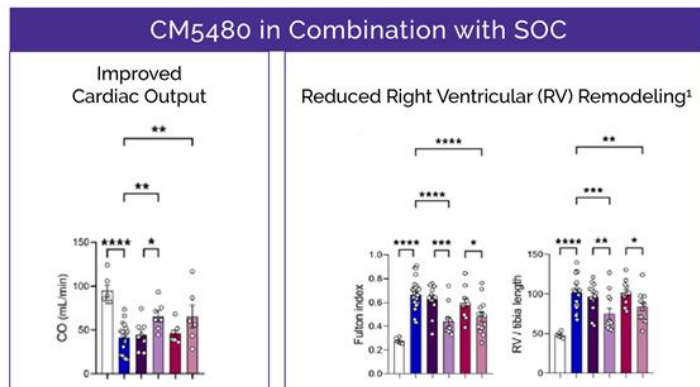 CM5480 in Combination with SOC
Improved
Cardiac Output
Reduced Right Ventricular (RV) Remodeling¹
**
**
**** *
CO (mL/min)
150
100
50
0
****
****
**** *** *
Fulton index
1.0
0.8
0.6
0.4
0.2
0.0
**
***
**** ** *
RV / tibia length
150
100
50
0